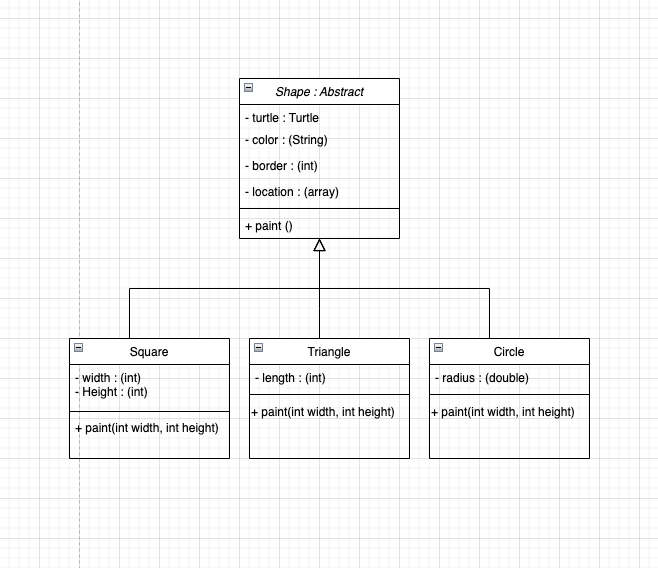 Shape : Abstract
- turtle : Turtle
- color : (String)
- border : (int)
- location : (array)
+ paint ()
Square
- width : (int)
- Height : (int)
+ paint(int width, int height)
Triangle
- length : (int)
+ paint(int width, int height)
Circle
- radius : (double)
+ paint(int width, int height)